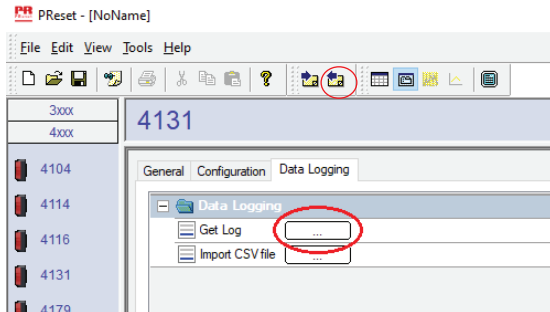 PR PReset - [NoName]
File Edit View Tools Help
3xxx
4xxx
4131
4104
4114
4116
4131
4179
General Configuration Data Logging
Data Logging
Get Log ...
Import CSV file ...